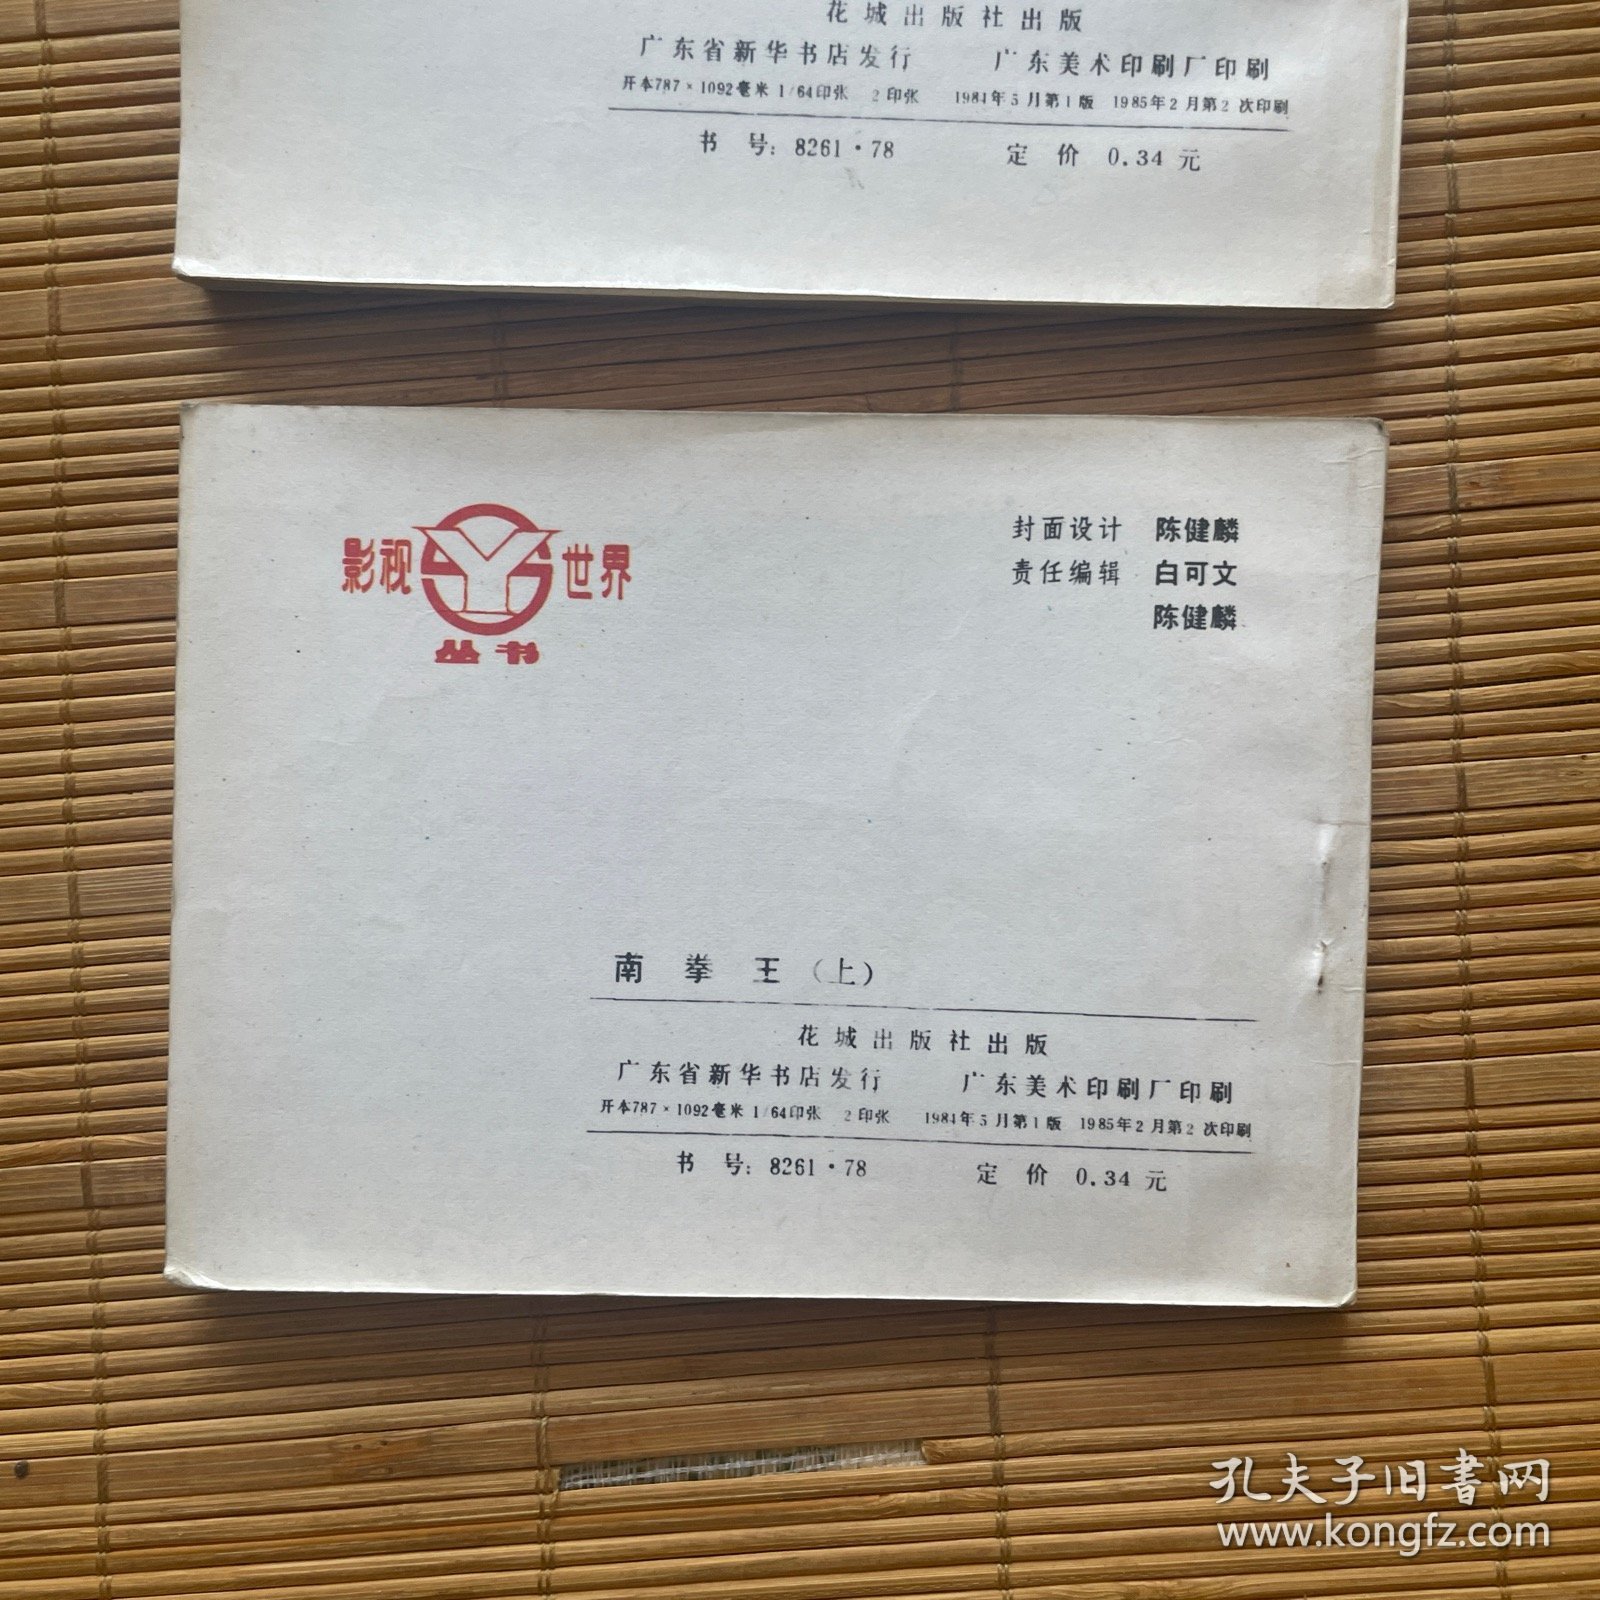 花城出版社出版
广东省新华书店发行　广东美术印刷厂印刷
开本787×1092毫米 1/64印张　2印张　1984年5月第1版　1985年2月第2次印刷
书　号：8261·78　定　价　0.34 元
影视世界
丛书
封面设计　陈健麟
责任编辑　白可文
陈健麟
南　拳　王（上）
花城出版社出版
广东省新华书店发行　广东美术印刷厂印刷
开本787×1092毫米 1/64印张　2印张　1984年5月第1版　1985年2月第2次印刷
书　号：8261·78　定　价　0.34 元
孔夫子旧书网
www.kongfz.com